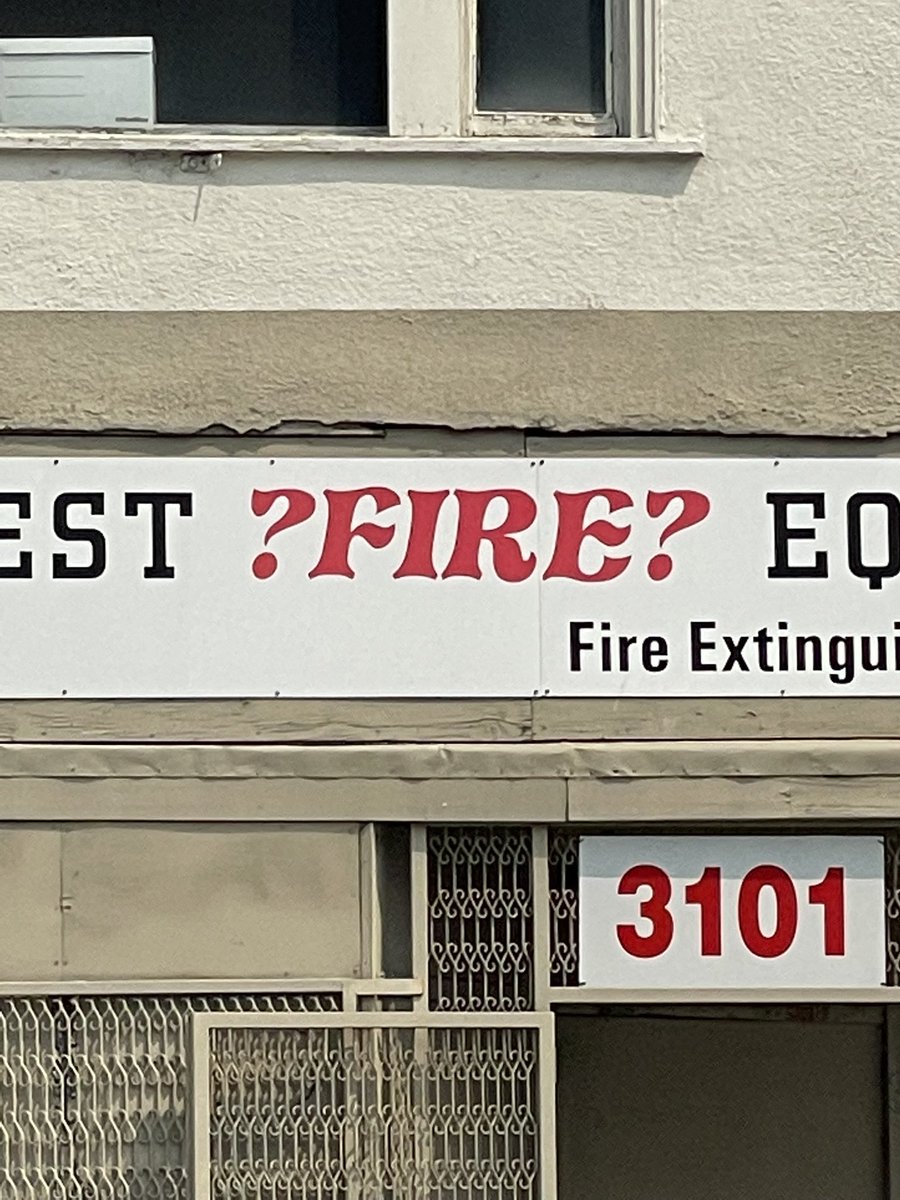 EST ?FIRE? EQ
Fire Extingui
3101